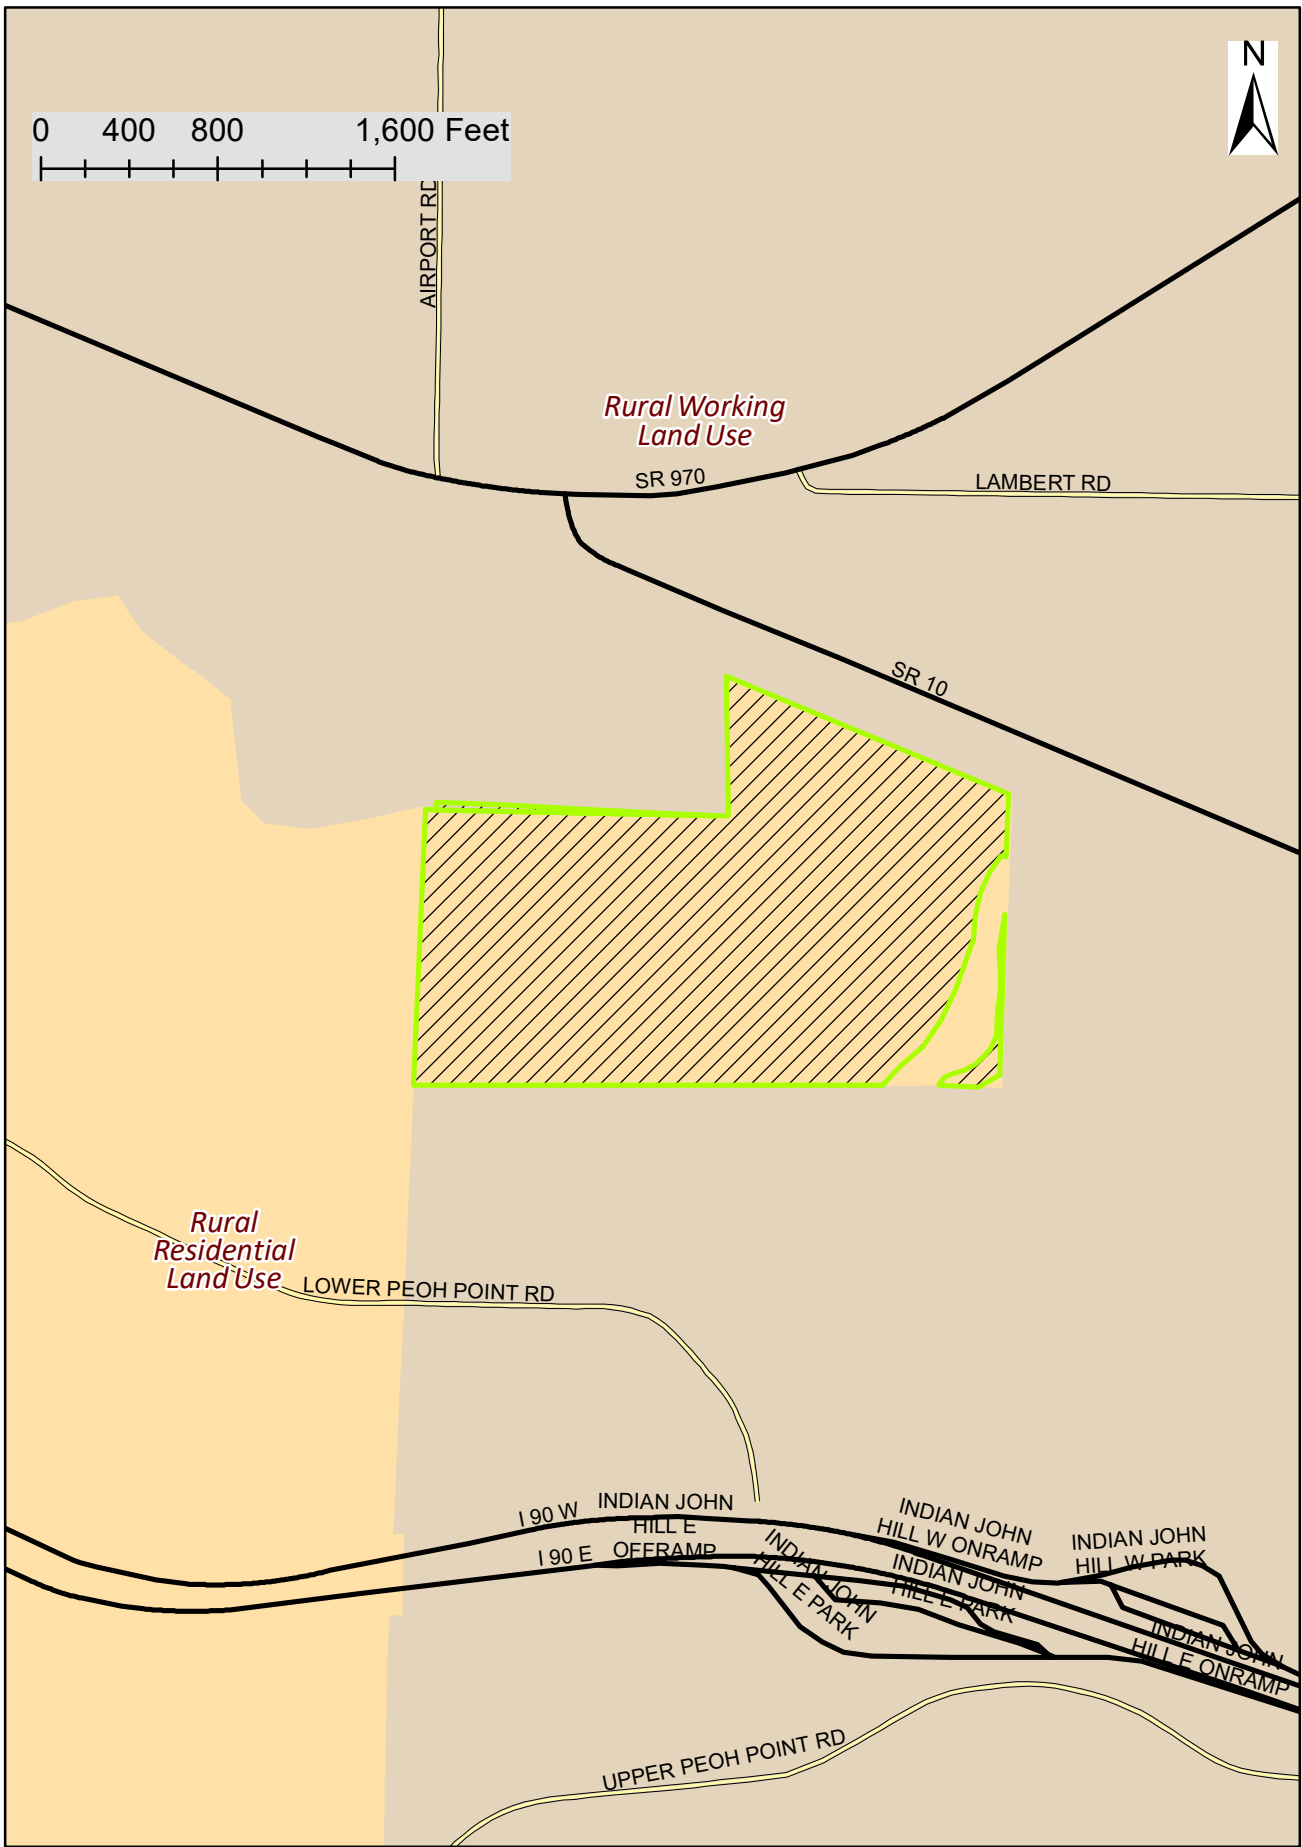 N
0 400 800 1,600 Feet
AIRPORT RD
Rural Working
Land Use
SR 970
LAMBERT RD
SR 10
Rural
Residential
Land Use
LOWER PEOH POINT RD
I 90 W
INDIAN JOHN
HILL E
OFFRAMP
I 90 E
INDIAN JOHN
HILL W ONRAMP
INDIAN JOHN
HILL W PARK
INDIAN JOHN
HILL E PARK
INDIAN JOHN
HILL E PARK
INDIAN JOHN
HILL E ONRAMP
UPPER PEOH POINT RD